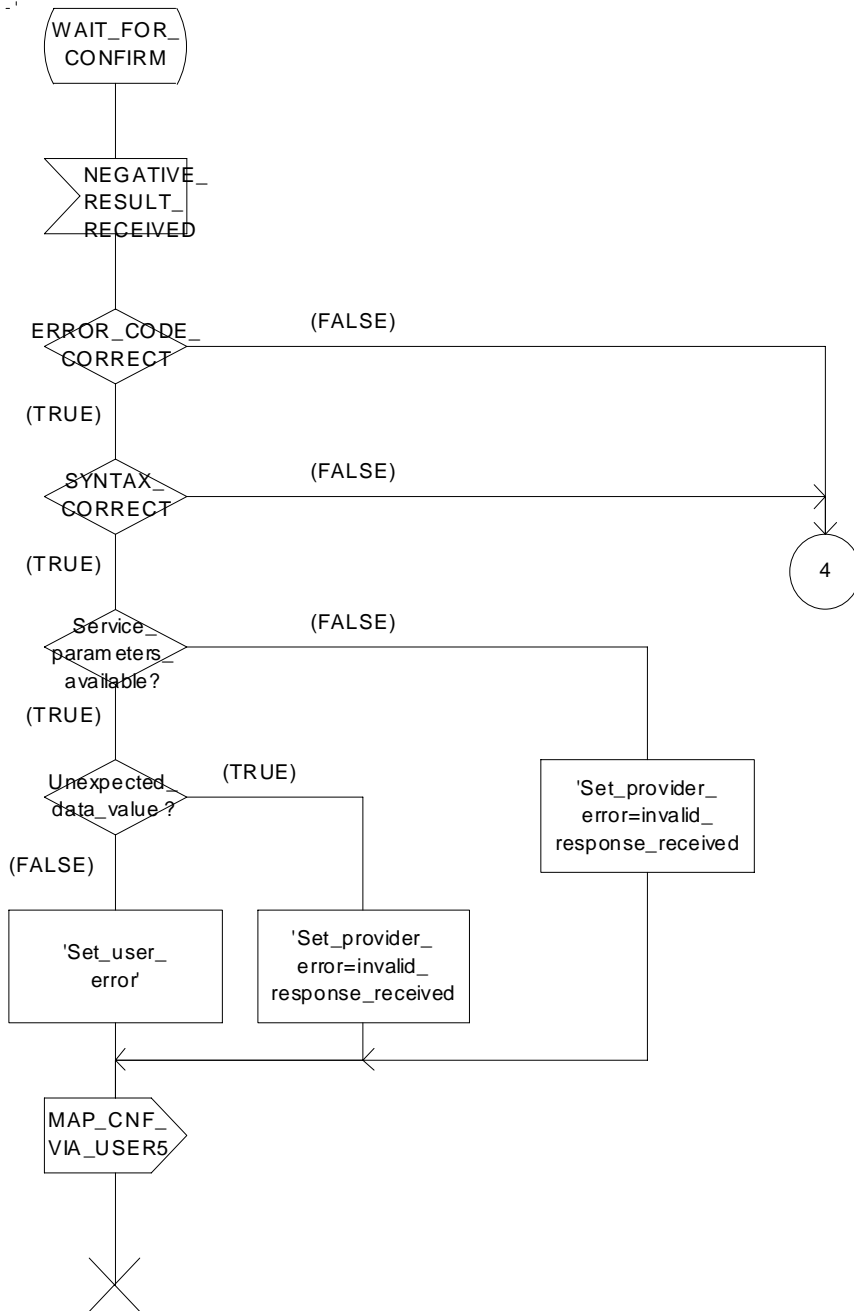 WAIT_FOR_
CONFIRM
NEGATIVE_
RESULT_
RECEIVED
ERROR_CODE_
CORRECT
(FALSE)
(TRUE)
SYNTAX_
CORRECT
(FALSE)
(TRUE)
4
Service_
parameters_
available?
(FALSE)
(TRUE)
Unexpected_
data_value ?
(TRUE)
'Set_provider_
error=invalid_
response_received
(FALSE)
'Set_user_
error'
'Set_provider_
error=invalid_
response_received
MAP_CNF_
VIA_USER5